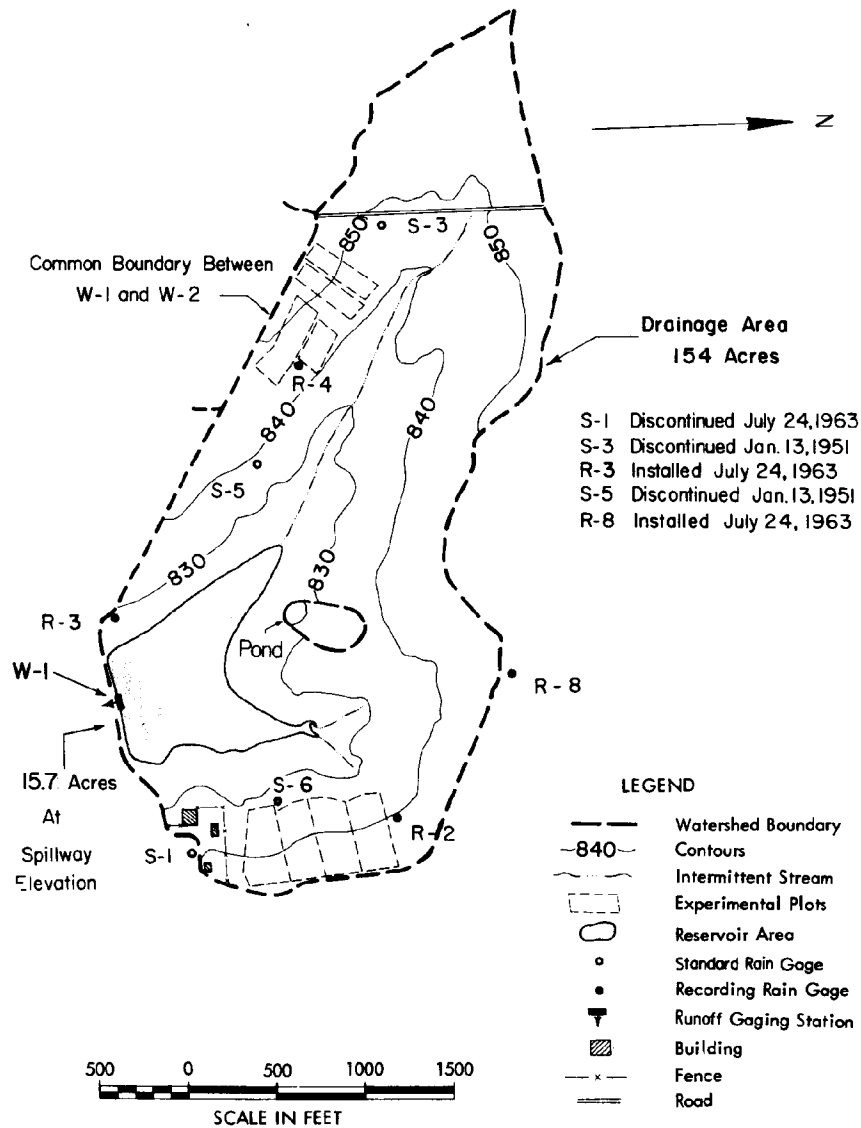 N
S-3
850
850
Common Boundary Between
W-1 and W-2
Drainage Area
154 Acres
R-4
840
840
S-1 Discontinued July 24,1963
S-3 Discontinued Jan. 13,1951
R-3 Installed July 24, 1963
S-5 Discontinued Jan. 13, 1951
R-8 Installed July 24, 1963
S-5
830
830
R-3
Pond
W-1
R-8
15.7 Acres
At
Spillway
Elevation
S-6
R-2
S-1
LEGEND
Watershed Boundary
840 Contours
Intermittent Stream
Experimental Plots
Reservoir Area
Standard Rain Gage
Recording Rain Gage
Runoff Gaging Station
Building
x Fence
Road
500 0 500 1000 1500
SCALE IN FEET